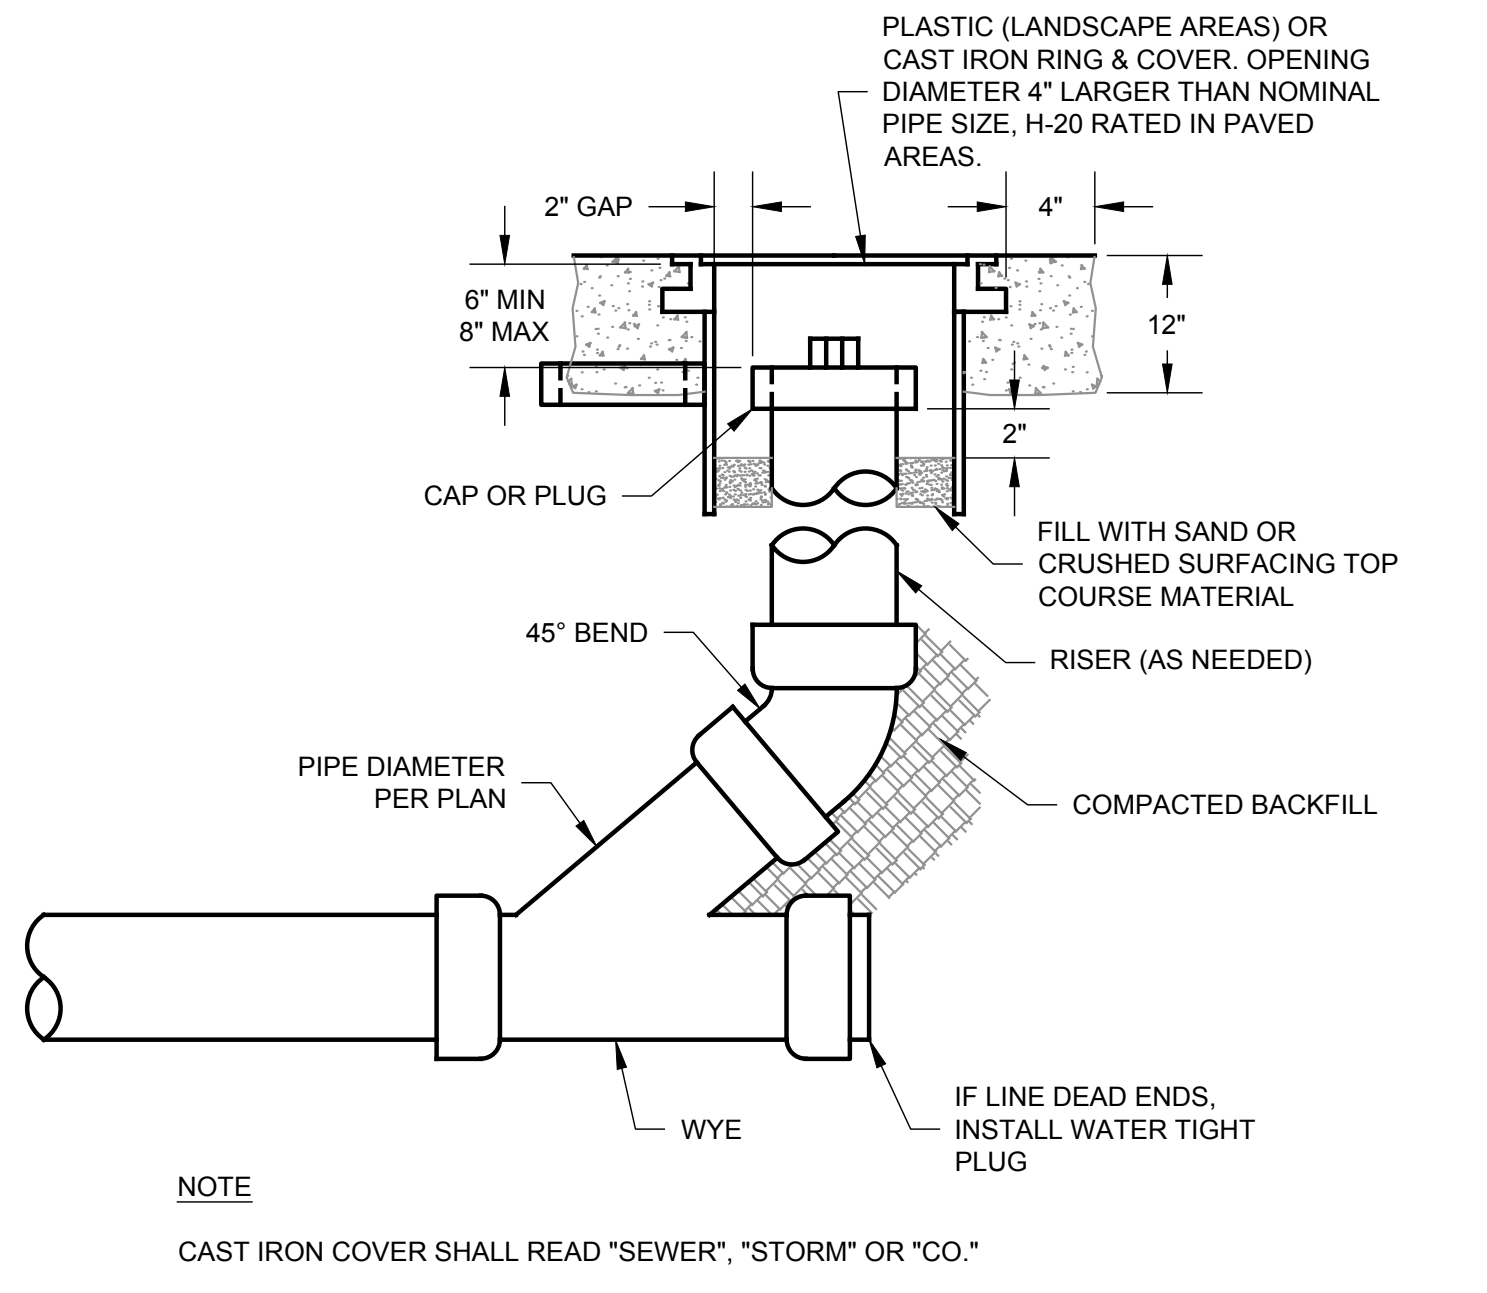 PLASTIC (LANDSCAPE AREAS) OR
CAST IRON RING & COVER. OPENING
DIAMETER 4" LARGER THAN NOMINAL
PIPE SIZE, H-20 RATED IN PAVED
AREAS.
2" GAP
4"
6" MIN
8" MAX
12"
2"
CAP OR PLUG
FILL WITH SAND OR
CRUSHED SURFACING TOP
COURSE MATERIAL
45° BEND
RISER (AS NEEDED)
PIPE DIAMETER
PER PLAN
COMPACTED BACKFILL
IF LINE DEAD ENDS,
INSTALL WATER TIGHT
PLUG
WYE
NOTE
CAST IRON COVER SHALL READ "SEWER", "STORM" OR "CO."